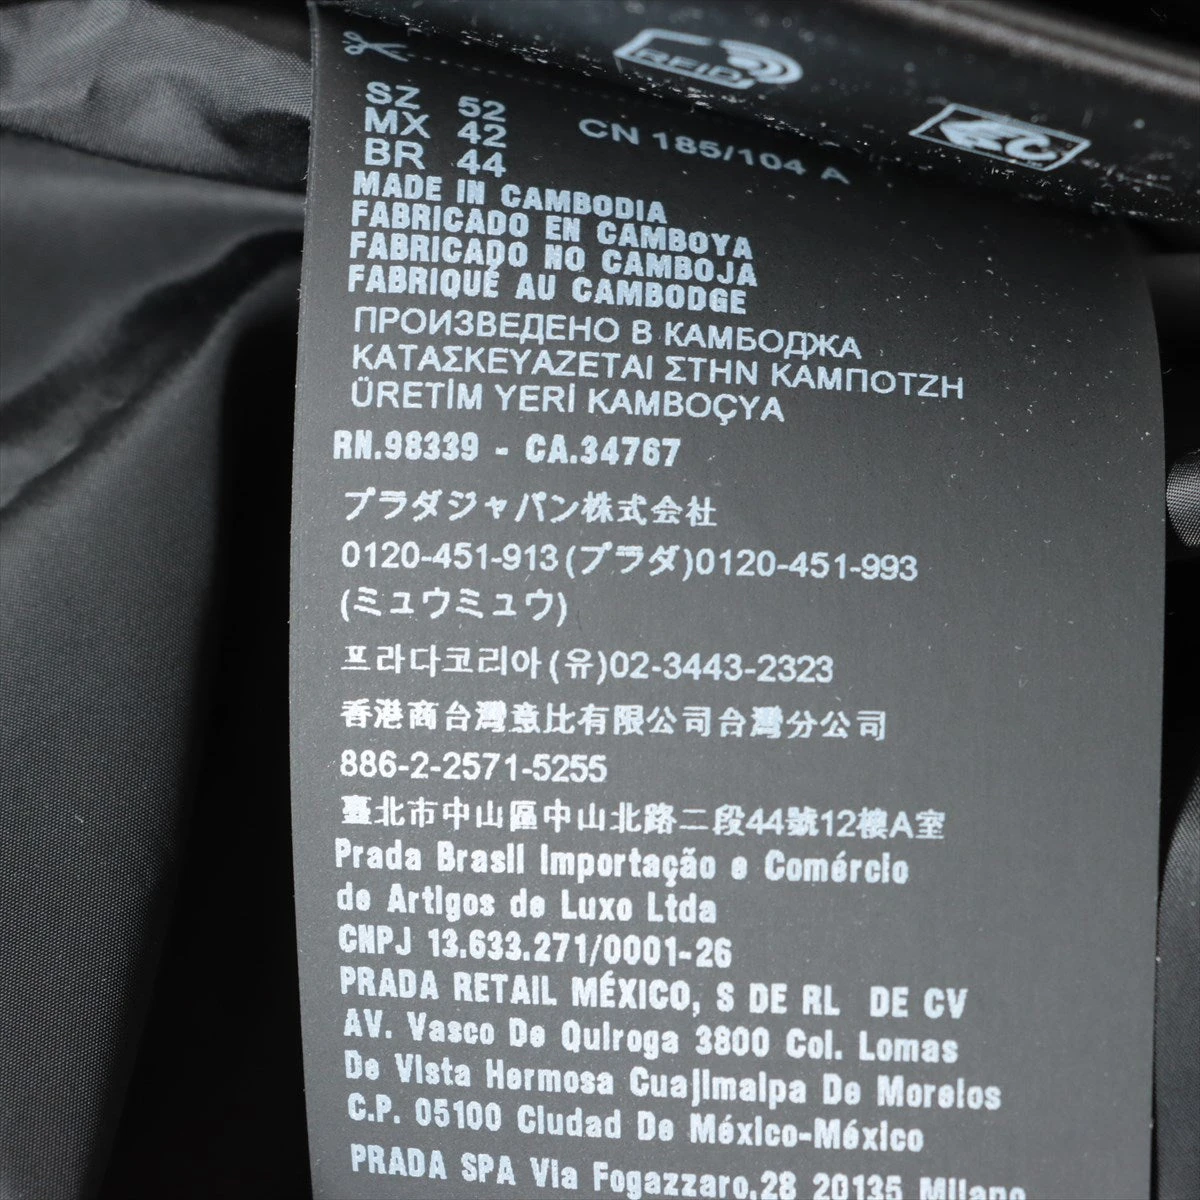 RFID
EC
SZ 52
MX 42 CN 185/104 A
BR 44
MADE IN CAMBODIA
FABRICADO EN CAMBOYA
FABRICADO NO CAMBOJA
FABRIQUÉ AU CAMBODGE
ПРОИЗВЕДЕНО В КАМБОДЖА
ΚΑΤΑΣΚΕΥΑΖΕΤΑΙ ΣΤΗΝ ΚΑΜΠΟΤΖΗ
ÜRETİM YERİ KAMBOÇYA
RN.98339 - CA.34767
プラダジャパン株式会社
0120-451-913(プラダ)0120-451-993
(ミュウミュウ)
프라다코리아(유)02-3443-2323
香港商台灣意比有限公司台灣分公司
886-2-2571-5255
臺北市中山區中山北路二段44號12樓A室
Prada Brasil Importação e Comércio
de Artigos de Luxo Ltda
CNPJ 13.633.271/0001-26
PRADA RETAIL MÉXICO, S DE RL DE CV
AV. Vasco De Quiroga 3800 Col. Lomas
De Vista Hermosa Cuajimalpa De Morelos
C.P. 05100 Ciudad De México-México
PRADA SPA Via Fogazzaro,28 20135 Milano